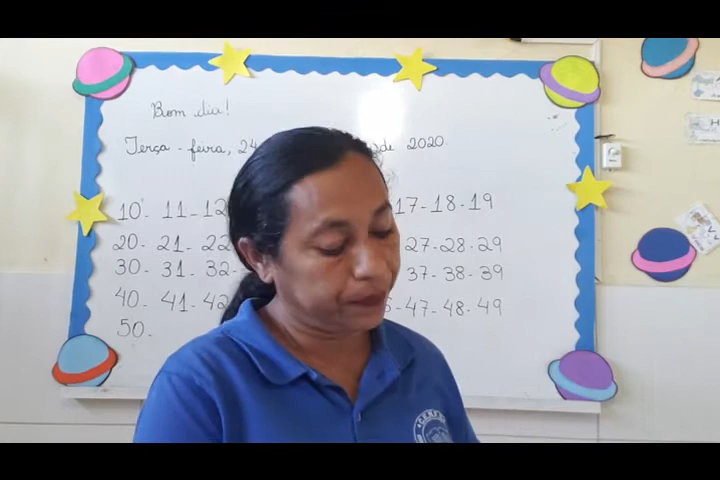 Bom dia!
Terça - feira, 24 de 2020
10 - 11 - 12 17 - 18 - 19
20 - 21 - 22 27 - 28 - 29
30 - 31 - 32 - 37 - 38 - 39
40 - 41 - 42 - 47 - 48 - 49
50 -